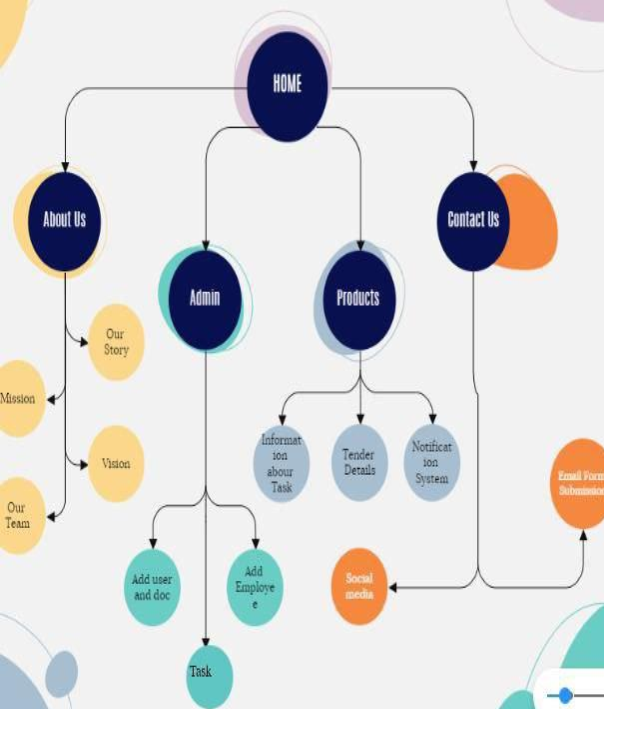 HOME
About Us
Contact Us
Admin
Products
Our
Story
Mission
Vision
Our
Team
Informat
ion
abour
Task
Tender
Details
Notificat
ion
System
Email Form
Submission
Add user
and doc
Add
Employe
e
Social
media
Task